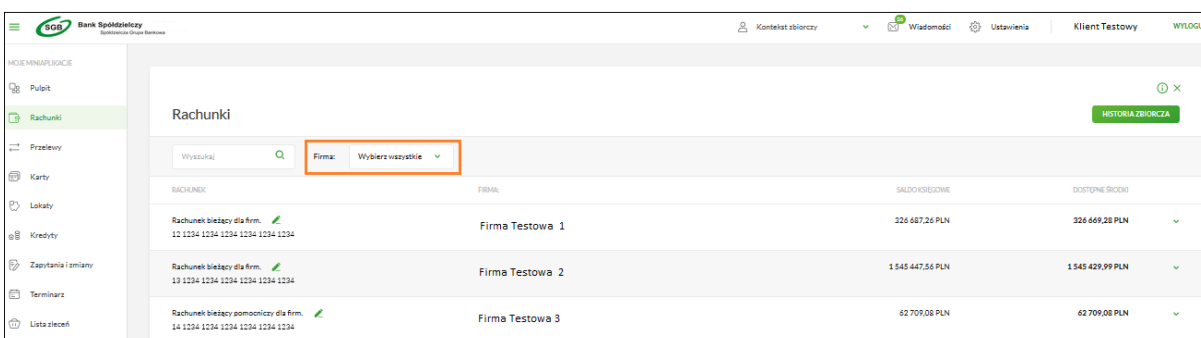 SGB Bank Spółdzielczy
Spółdzielcza Grupa Bankowa
Kontekst zbiorczy
Wiadomości
Ustawienia
Klient Testowy
WYLOGU
MOJE MINIAPLIKACJE
Pulpit
Rachunki
Przelewy
Karty
Lokaty
Kredyty
Zapytania i zmiany
Terminarz
Lista zleceń
Rachunki
HISTORIA ZBIORCZA
Wyszukaj
Firma: Wybierz wszystkie
RACHUNEK FIRMA: SALDO KSIĘGOWE DOSTĘPNE ŚRODKI
Rachunek bieżący dla firm.
12 1234 1234 1234 1234 1234 1234
Firma Testowa 1
326 687,26 PLN
326 669,28 PLN
Rachunek bieżący dla firm.
13 1234 1234 1234 1234 1234 1234
Firma Testowa 2
1 545 447,56 PLN
1 545 429,99 PLN
Rachunek bieżący pomocniczy dla firm.
14 1234 1234 1234 1234 1234 1234
Firma Testowa 3
62 709,08 PLN
62 709,08 PLN